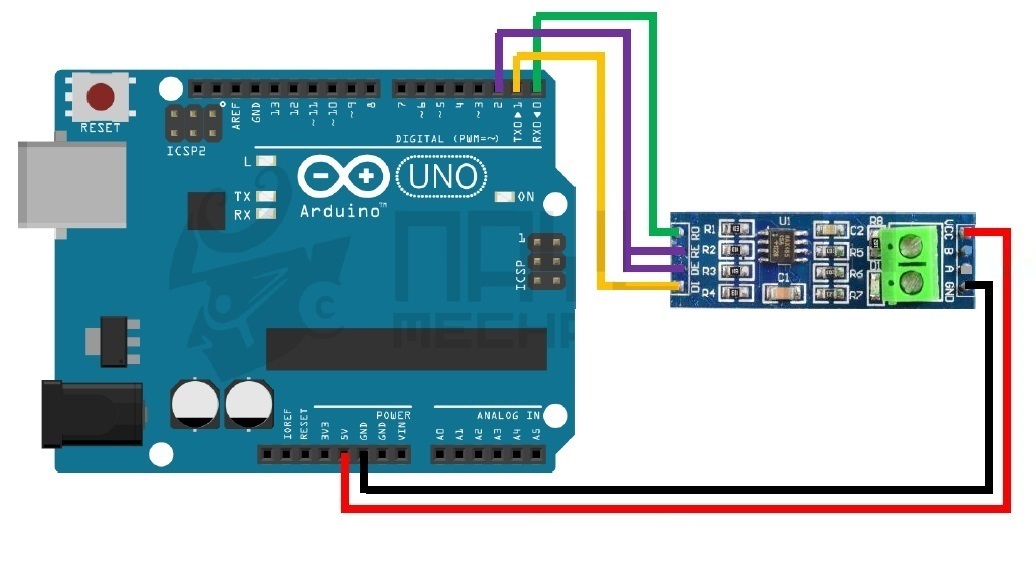 RESET
ICSP2
AREF
GND
13
12
~11
~10
~9
8
7
~6
~5
4
~3
2
TX0 ▶ 1
RX0 ◀ 0
DIGITAL (PWM=~)
L
TX
RX
Arduino™
UNO
ON
ICSP
1
MECHA
IOREF
RESET
3V3
5V
GND
GND
VIN
POWER
ANALOG IN
A0
A1
A2
A3
A4
A5
RO
RE
DE
DI
R1
R2
R3
R4
U1
C1
C2
R5
R6
R7
R8
D1
VCC
B
A
GND